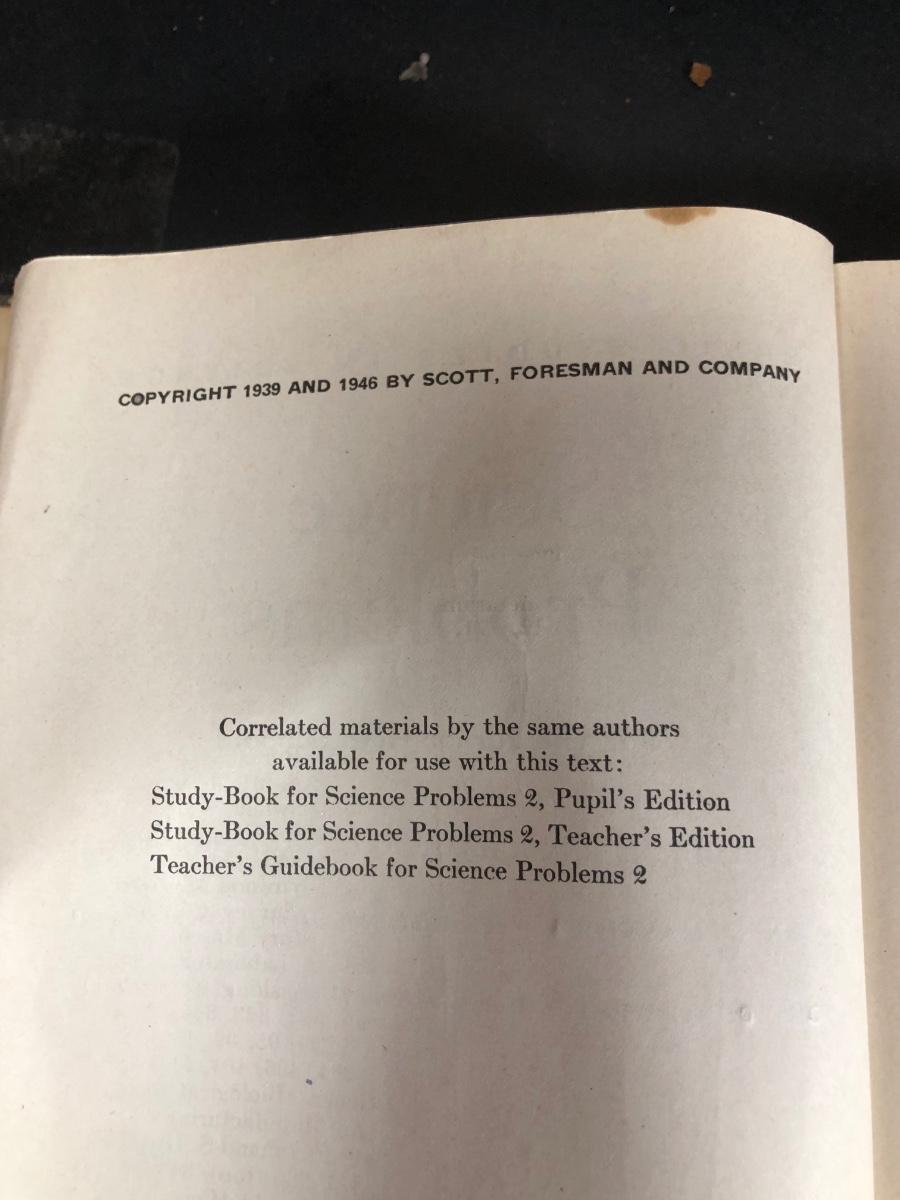 COPYRIGHT 1939 AND 1946 BY SCOTT, FORESMAN AND COMPANY
Correlated materials by the same authors
available for use with this text:
Study-Book for Science Problems 2, Pupil's Edition
Study-Book for Science Problems 2, Teacher's Edition
Teacher's Guidebook for Science Problems 2